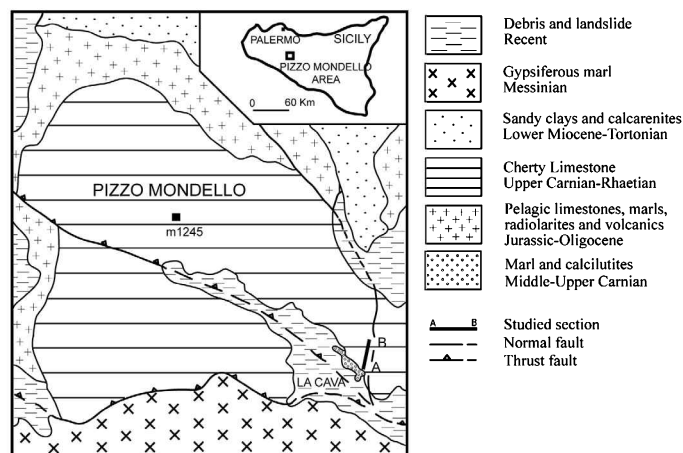 PALERMO
SICILY
PIZZO MONDELLO
AREA
0 60 Km
PIZZO MONDELLO
m1245
B
A
LA CAVA
Debris and landslide
Recent
Gypsiferous marl
Messinian
Sandy clays and calcarenites
Lower Miocene-Tortonian
Cherty Limestone
Upper Carnian-Rhaetian
Pelagic limestones, marls,
radiolarites and volcanics
Jurassic-Oligocene
Marl and calcilutites
Middle-Upper Carnian
A B
Studied section
Normal fault
Thrust fault